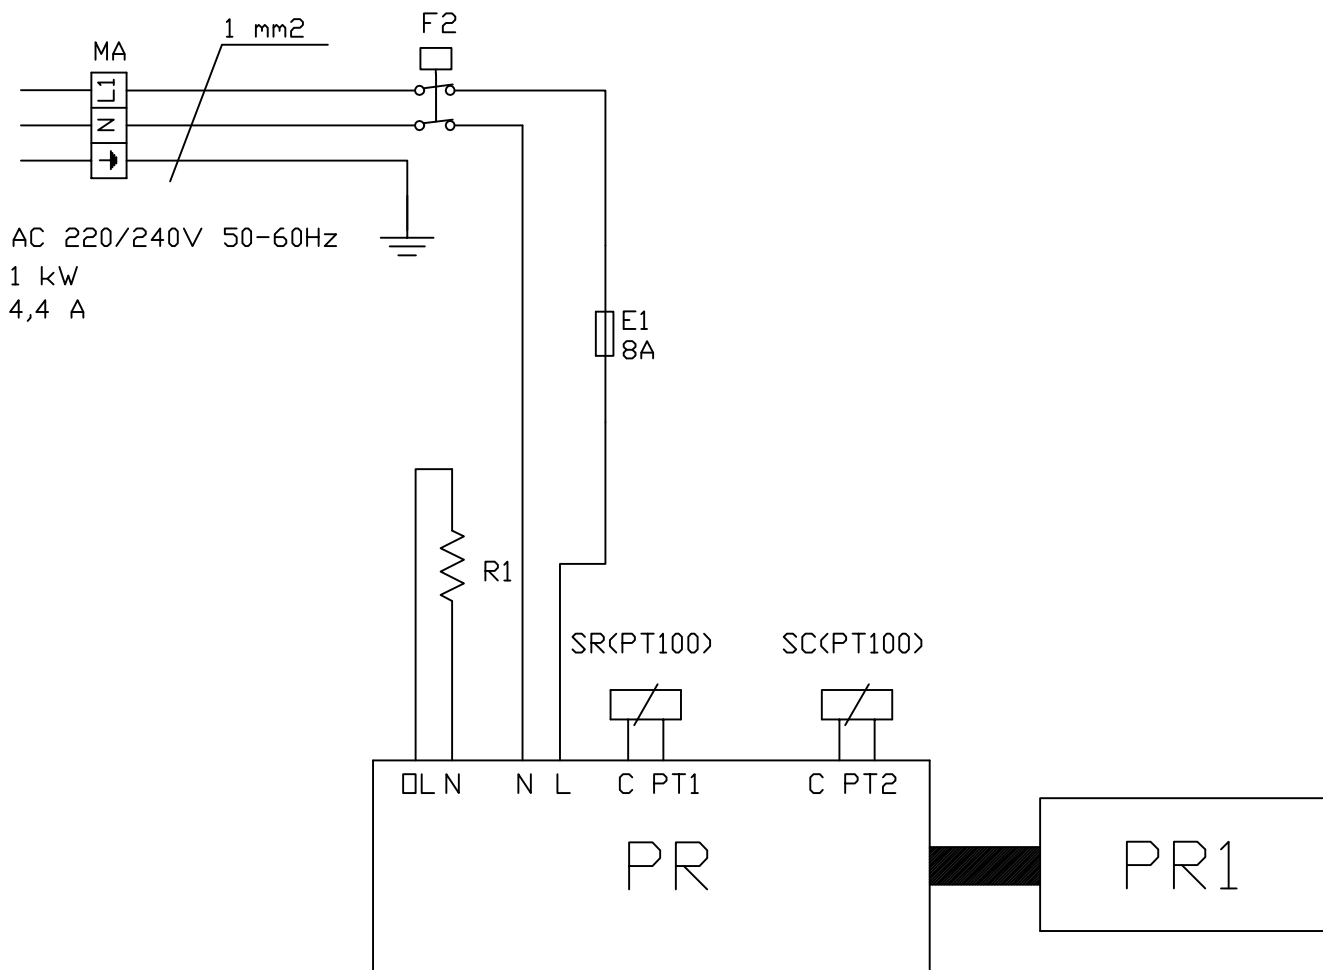 1 mm2
F2
MA
L1
N
AC 220/240V 50-60Hz
1 kW
4,4 A
E1
8A
R1
SR(PT100)
SC(PT100)
OL N N L C PT1 C PT2
PR
PR1